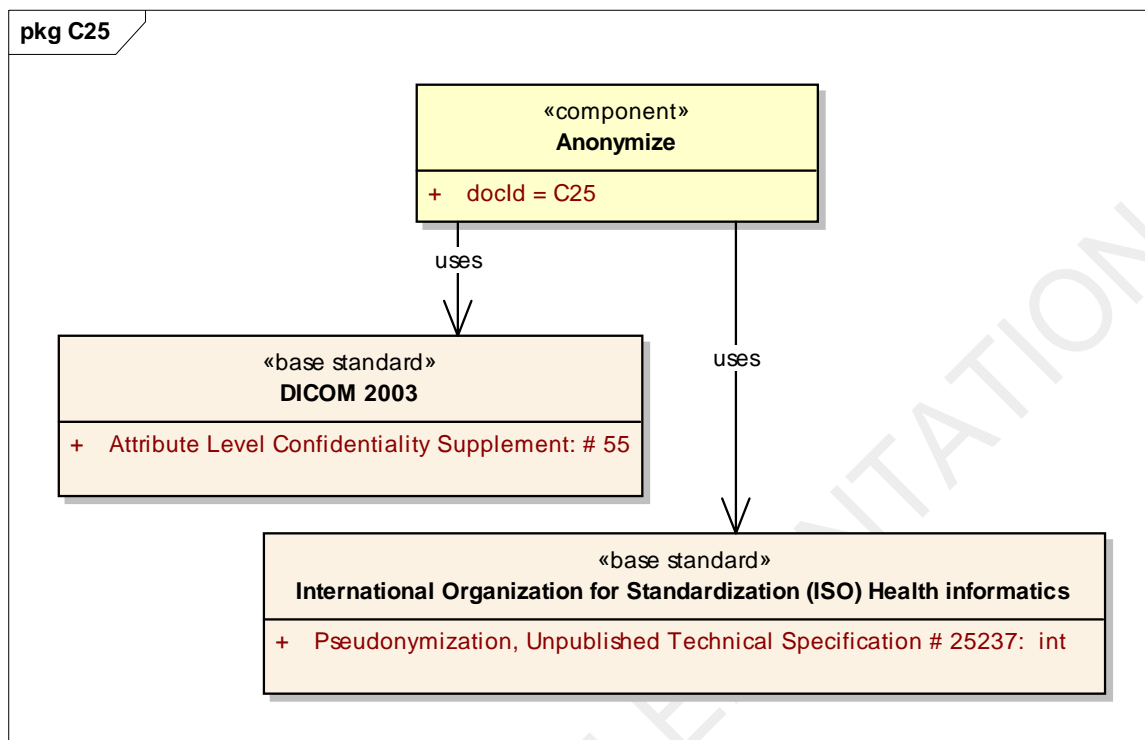 pkg C25
«component»
Anonymize
+ docId = C25
uses
«base standard»
DICOM 2003
+ Attribute Level Confidentiality Supplement: # 55
uses
«base standard»
International Organization for Standardization (ISO) Health informatics
+ Pseudonymization, Unpublished Technical Specification # 25237: int